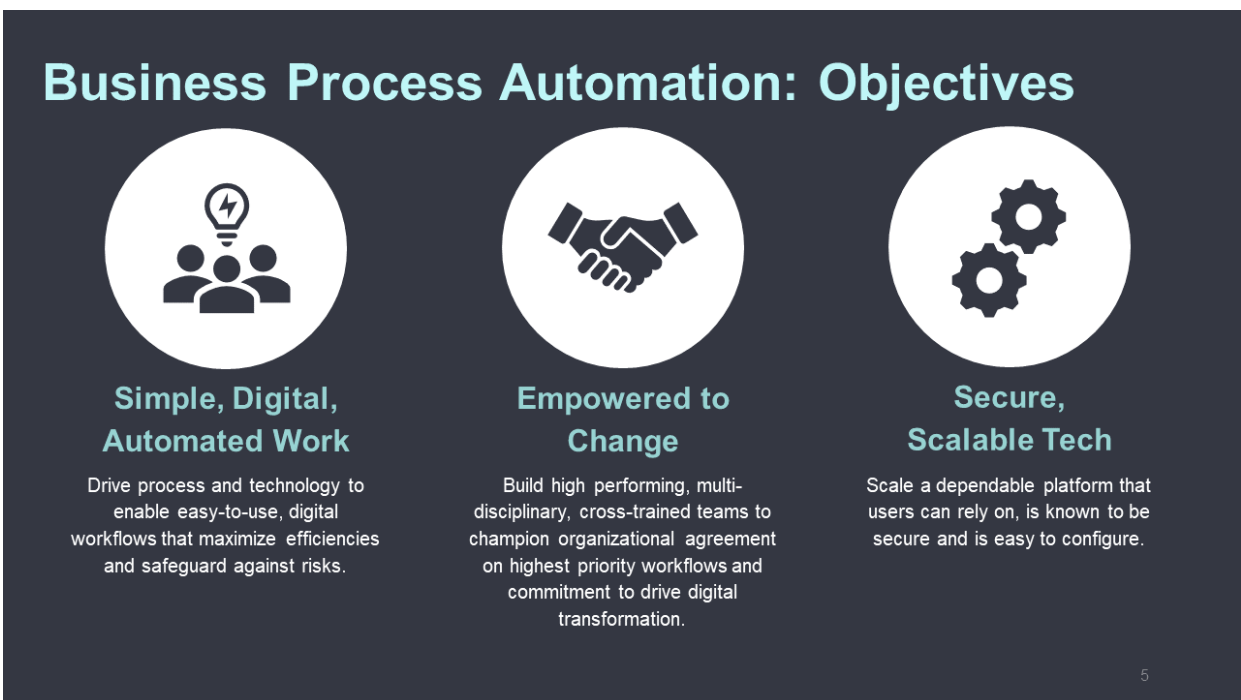 Business Process Automation: Objectives
Simple, Digital,
Automated Work
Drive process and technology to
enable easy-to-use, digital
workflows that maximize efficiencies
and safeguard against risks.
Empowered to
Change
Build high performing, multi-
disciplinary, cross-trained teams to
champion organizational agreement
on highest priority workflows and
commitment to drive digital
transformation.
Secure,
Scalable Tech
Scale a dependable platform that
users can rely on, is known to be
secure and is easy to configure.
5